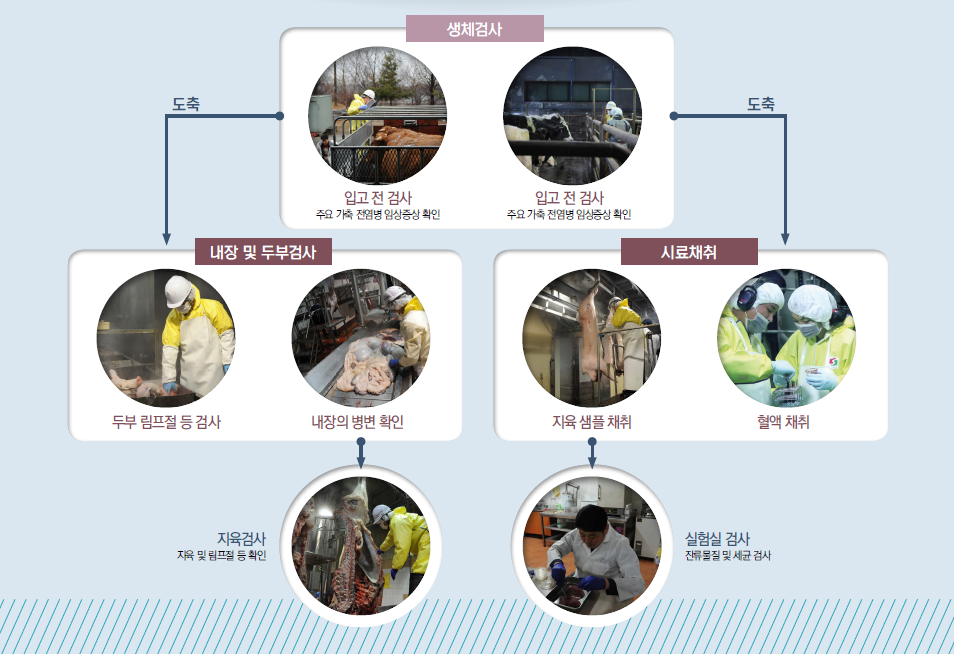 생체검사
도축
도축
입고 전 검사
주요 가축 전염병 임상증상 확인
입고 전 검사
주요 가축 전염병 임상증상 확인
내장 및 두부검사
두부 림프절 등 검사
내장의 병변 확인
시료채취
지육 샘플 채취
혈액 채취
지육검사
지육 및 림프절 등 확인
실험실 검사
잔류물질 및 세균 검사